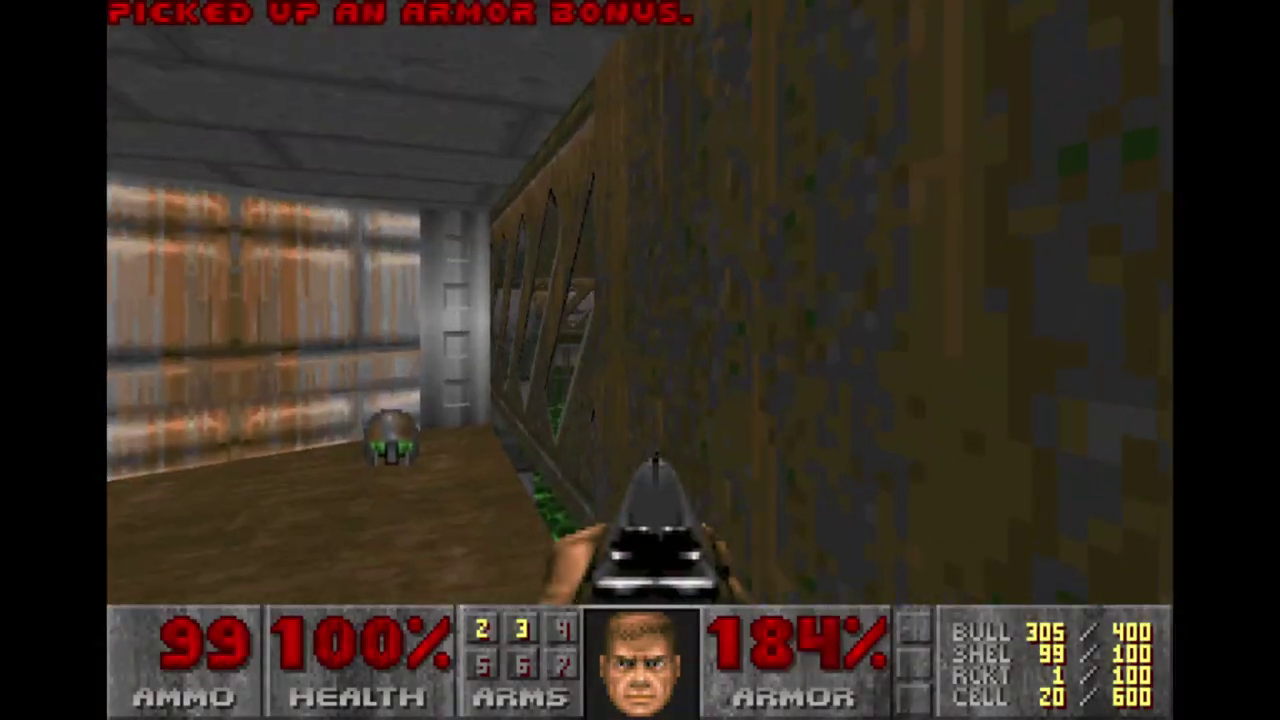 PICKED UP AN ARMOR BONUS.
99 100% 2 3 4 184% BULL 305 / 400
5 6 7 SHEL 99 / 100
RCKT 1 / 100
AMMO HEALTH ARMS ARMOR CELL 20 / 600